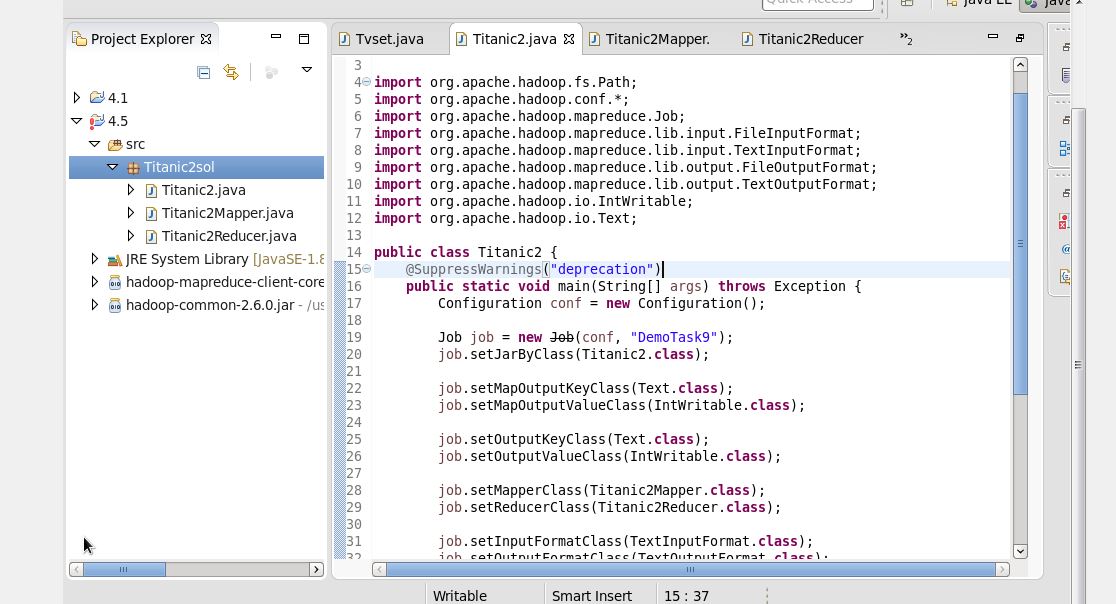 Quick Access
Java EE
Java
Project Explorer
4.1
4.5
src
Titanic2sol
Titanic2.java
Titanic2Mapper.java
Titanic2Reducer.java
JRE System Library [JavaSE-1.8
hadoop-mapreduce-client-core
hadoop-common-2.6.0.jar - /us
Tvset.java
Titanic2.java
Titanic2Mapper.
Titanic2Reducer
»2
3
4 import org.apache.hadoop.fs.Path;
5 import org.apache.hadoop.conf.*;
6 import org.apache.hadoop.mapreduce.Job;
7 import org.apache.hadoop.mapreduce.lib.input.FileInputFormat;
8 import org.apache.hadoop.mapreduce.lib.input.TextInputFormat;
9 import org.apache.hadoop.mapreduce.lib.output.FileOutputFormat;
10 import org.apache.hadoop.mapreduce.lib.output.TextOutputFormat;
11 import org.apache.hadoop.io.IntWritable;
12 import org.apache.hadoop.io.Text;
13
14 public class Titanic2 {
15 @SuppressWarnings("deprecation")
16 public static void main(String[] args) throws Exception {
17 Configuration conf = new Configuration();
18
19 Job job = new Job(conf, "DemoTask9");
20 job.setJarByClass(Titanic2.class);
21
22 job.setMapOutputKeyClass(Text.class);
23 job.setMapOutputValueClass(IntWritable.class);
24
25 job.setOutputKeyClass(Text.class);
26 job.setOutputValueClass(IntWritable.class);
27
28 job.setMapperClass(Titanic2Mapper.class);
29 job.setReducerClass(Titanic2Reducer.class);
30
31 job.setInputFormatClass(TextInputFormat.class);
32 job.setOutputFormatClass(TextOutputFormat.class);
Writable
Smart Insert
15 : 37